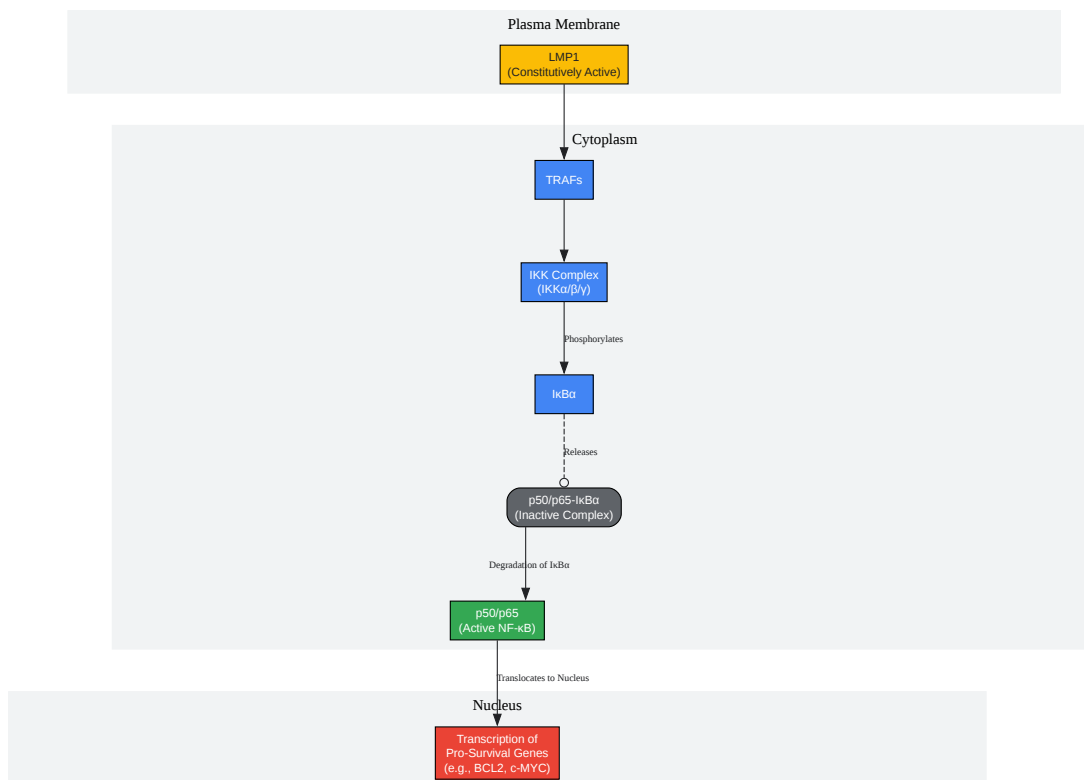 Plasma Membrane
LMP1
(Constitutively Active)
Cytoplasm
TRAFs
IKK Complex
(IKKα/β/γ)
Phosphorylates
IκBα
Releases
p50/p65-IκBα
(Inactive Complex)
Degradation of IκBα
p50/p65
(Active NF-κB)
Translocates to Nucleus
Nucleus
Transcription of
Pro-Survival Genes
(e.g., BCL2, c-MYC)